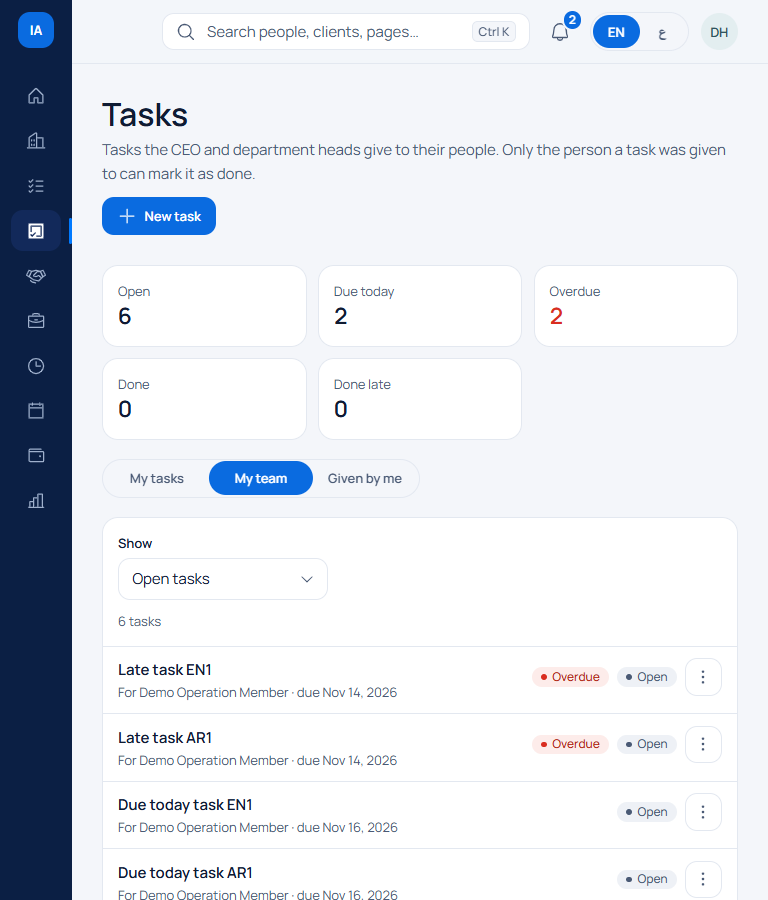 IA
Search people, clients, pages...
Ctrl K
2
EN
ع
DH
Tasks
Tasks the CEO and department heads give to their people. Only the person a task was given
to can mark it as done.
New task
Open
6
Due today
2
Overdue
2
Done
0
Done late
0
My tasks
My team
Given by me
Show
Open tasks
6 tasks
Late task EN1
Overdue
Open
For Demo Operation Member · due Nov 14, 2026
Late task AR1
Overdue
Open
For Demo Operation Member · due Nov 14, 2026
Due today task EN1
Open
For Demo Operation Member · due Nov 16, 2026
Due today task AR1
Open
For Demo Operation Member · due Nov 16, 2026